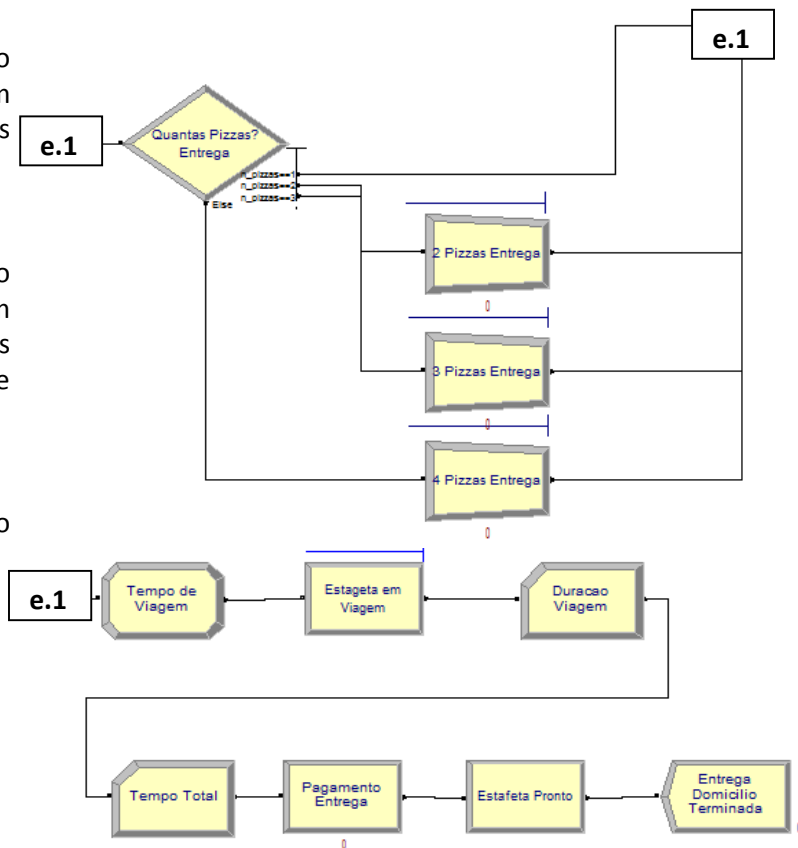 o
n
s
e.1
e.1
Quantas Pizzas?
Entrega
n_pizzas==1
n_pizzas==2
n_pizzas==3
Else
2 Pizzas Entrega
0
o
n
s
e
3 Pizzas Entrega
0
4 Pizzas Entrega
0
o
e.1
Tempo de
Viagem
Estageta em
Viagem
Duracao
Viagem
Tempo Total
Pagamento
Entrega
0
Estafeta Pronto
Entrega
Domicilio
Terminada